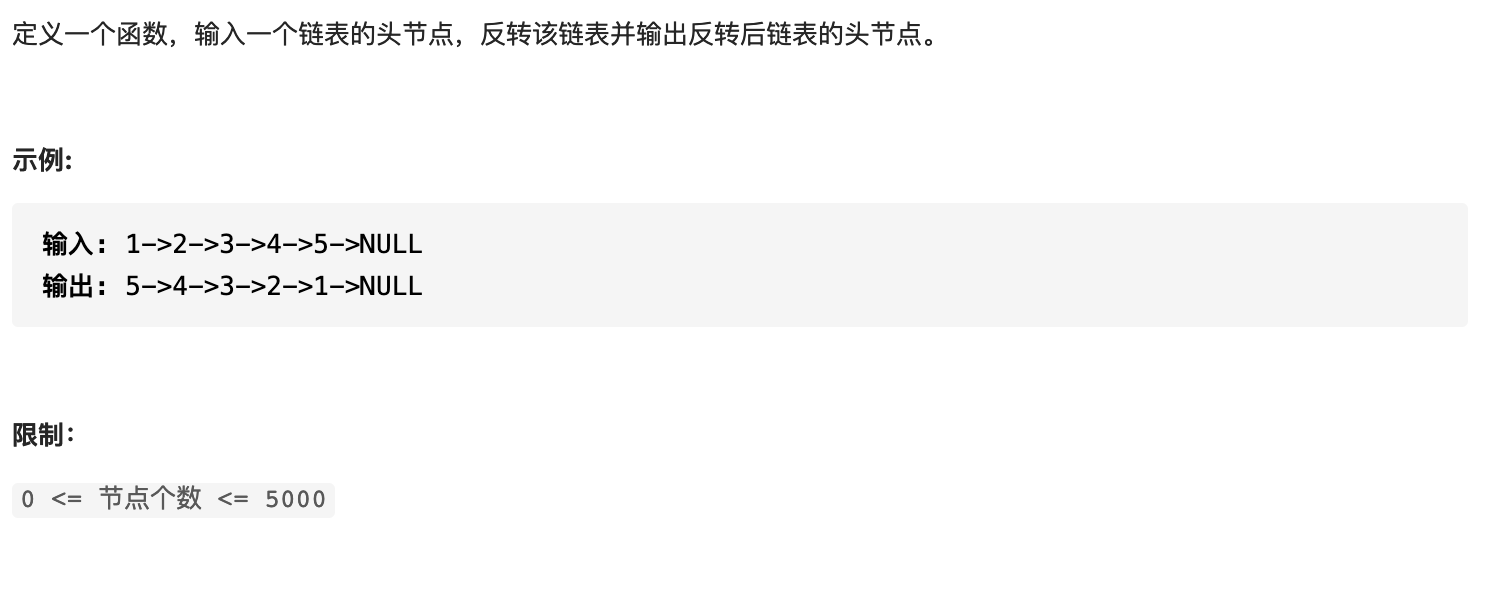 定义一个函数，输入一个链表的头节点，反转该链表并输出反转后链表的头节点。
示例:
输入: 1->2->3->4->5->NULL
输出: 5->4->3->2->1->NULL
限制：
0 <= 节点个数 <= 5000